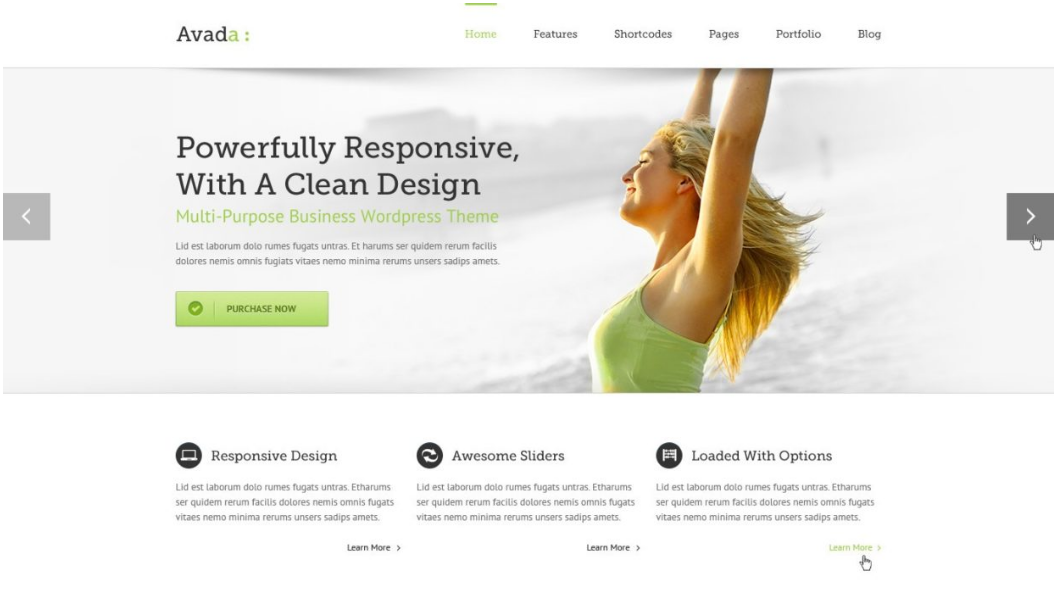 Avada :
Home Features Shortcodes Pages Portfolio Blog
Powerfully Responsive,
With A Clean Design
Multi-Purpose Business Wordpress Theme
Lid est laborum dolo rumes fugats untras. Et harums ser quidem rerum facilis
dolores nemis omnis fugiats vitaes nemo minima rerums unsers sadips amets.
PURCHASE NOW
Responsive Design
Lid est laborum dolo rumes fugats untras. Etharums
ser quidem rerum facilis dolores nemis omnis fugats
vitaes nemo minima rerums unsers sadips amets.
Learn More >
Awesome Sliders
Lid est laborum dolo rumes fugats untras. Etharums
ser quidem rerum facilis dolores nemis omnis fugats
vitaes nemo minima rerums unsers sadips amets.
Learn More >
Loaded With Options
Lid est laborum dolo rumes fugats untras. Etharums
ser quidem rerum facilis dolores nemis omnis fugats
vitaes nemo minima rerums unsers sadips amets.
Learn More >